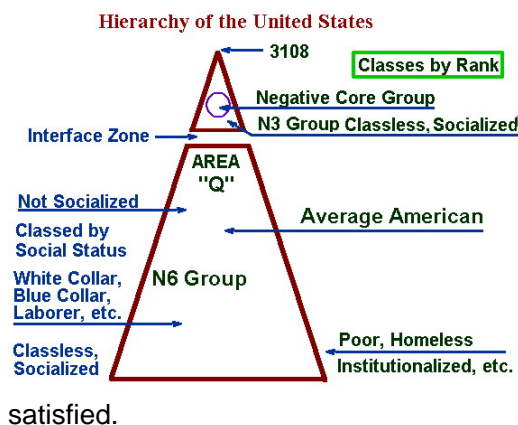 Hierarchy of the United States
3108
Classes by Rank
Negative Core Group
N3 Group Classless, Socialized
Interface Zone
AREA
"Q"
Not Socialized
Average American
Classed by
Social Status
N6 Group
White Collar,
Blue Collar,
Laborer, etc.
Poor, Homeless
Classless,
Socialized
Institutionalized, etc.
satisfied.